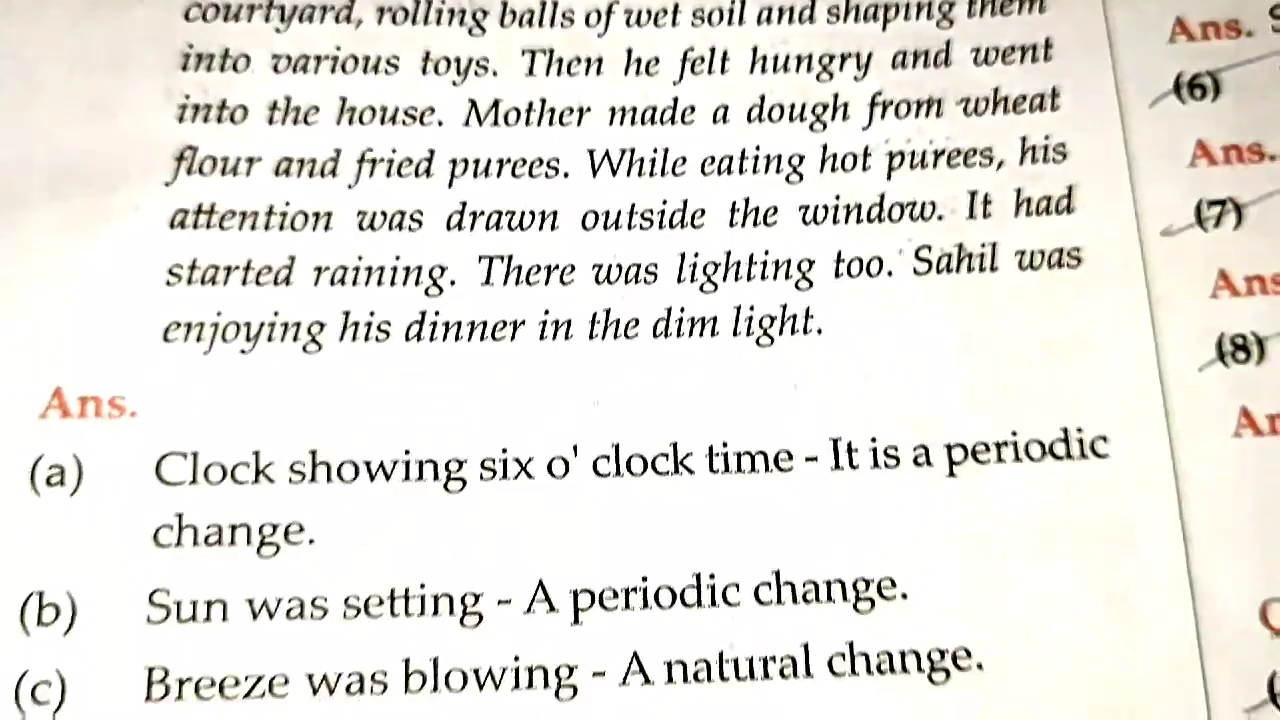 courtyard, rolling balls of wet soil and shaping them
into various toys. Then he felt hungry and went
into the house. Mother made a dough from wheat
flour and fried purees. While eating hot purees, his
attention was drawn outside the window. It had
started raining. There was lighting too. Sahil was
enjoying his dinner in the dim light.
Ans.
(a) Clock showing six o' clock time - It is a periodic
change.
(b) Sun was setting - A periodic change.
(c) Breeze was blowing - A natural change.
Ans.
(6)
Ans.
(7)
Ans
(8)